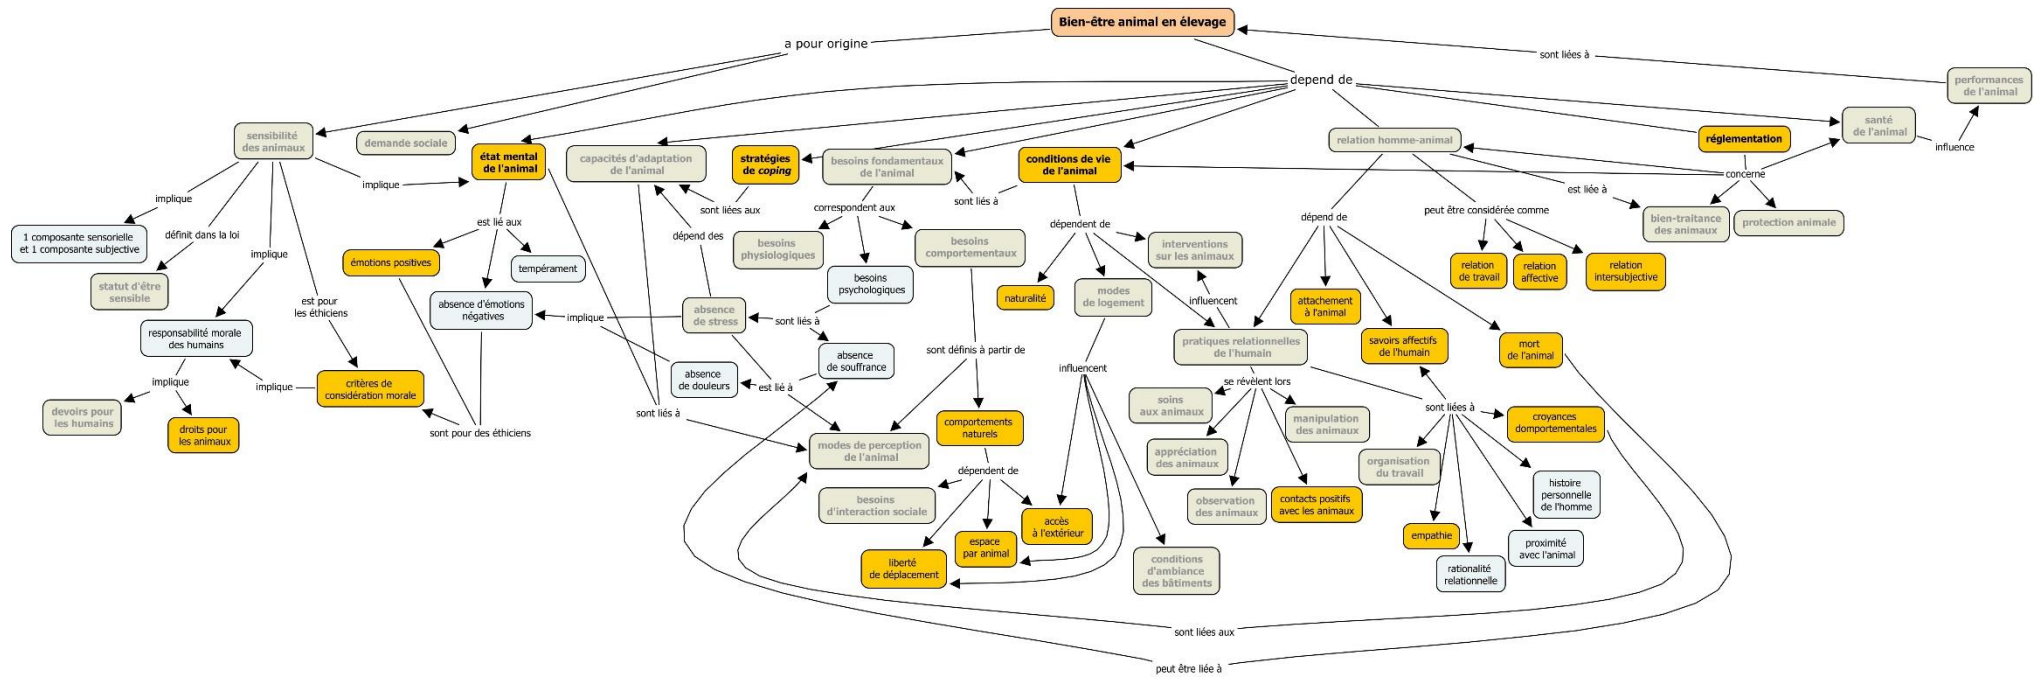 Bien-être animal en élevage
a pour origine
sont liées à
depend de
performances
de l'animal
sensibilité
des animaux
demande sociale
état mental
de l'animal
capacités d'adaptation
de l'animal
stratégies
de coping
besoins fondamentaux
de l'animal
conditions de vie
de l'animal
relation homme-animal
réglementation
santé
de l'animal
influence
implique
implique
sont liées aux
sont liés à
concerne
est liée à
définit dans la loi
implique
est lié aux
dépend des
correspondent aux
dépendent de
dépend de
peut être considérée comme
bien-traitance
des animaux
protection animale
1 composante sensorielle
et 1 composante subjective
émotions positives
tempérament
besoins
physiologiques
besoins
comportementaux
interventions
sur les animaux
relation
de travail
relation
affective
relation
intersubjective
statut d'être
sensible
est pour
les éthiciens
absence d'émotions
négatives
besoins
psychologiques
naturalité
modes
de logement
influencent
attachement
à l'animal
responsabilité morale
des humains
implique
absence
de stress
sont liés à
absence
de souffrance
sont définis à partir de
pratiques relationnelles
de l'humain
savoirs affectifs
de l'humain
mort
de l'animal
implique
implique
critères de
considération morale
absence
de douleurs
est lié à
influencent
se révèlent lors
devoirs pour
les humains
droits pour
les animaux
sont pour des éthiciens
sont liés à
modes de perception
de l'animal
comportements
naturels
soins
aux animaux
manipulation
des animaux
sont liées à
croyances
domportementales
appréciation
des animaux
organisation
du travail
dépendent de
besoins
d'interaction sociale
observation
des animaux
contacts positifs
avec les animaux
histoire
personnelle
de l'homme
accès
à l'extérieur
espace
par animal
liberté
de déplacement
conditions
d'ambiance
des bâtiments
empathie
proximité
avec l'animal
rationalité
relationnelle
sont liées aux
peut être liée à